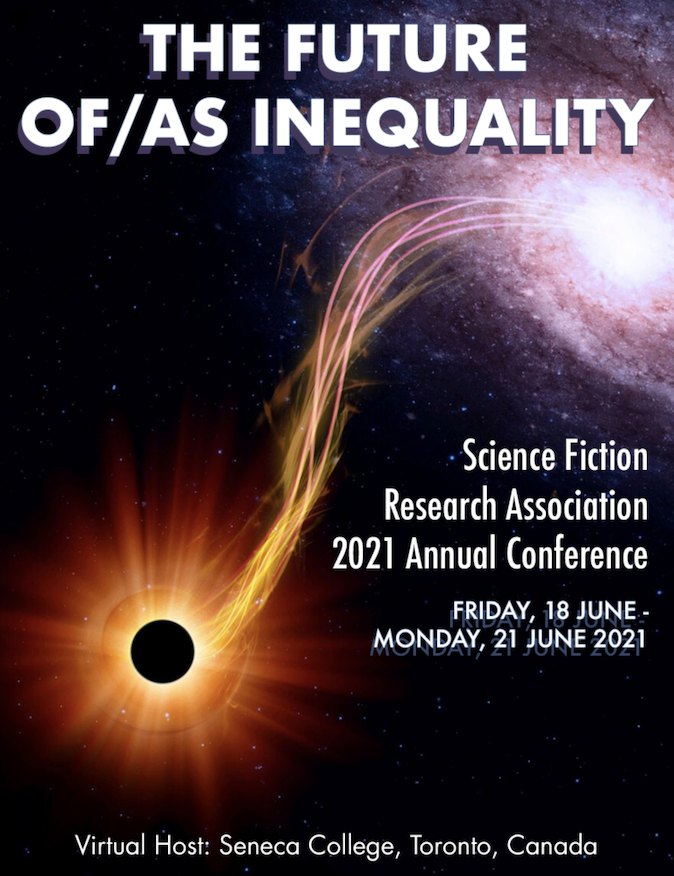 THE FUTURE
OF/AS INEQUALITY
Science Fiction
Research Association
2021 Annual Conference
FRIDAY, 18 JUNE -
MONDAY, 21 JUNE 2021
Virtual Host: Seneca College, Toronto, Canada